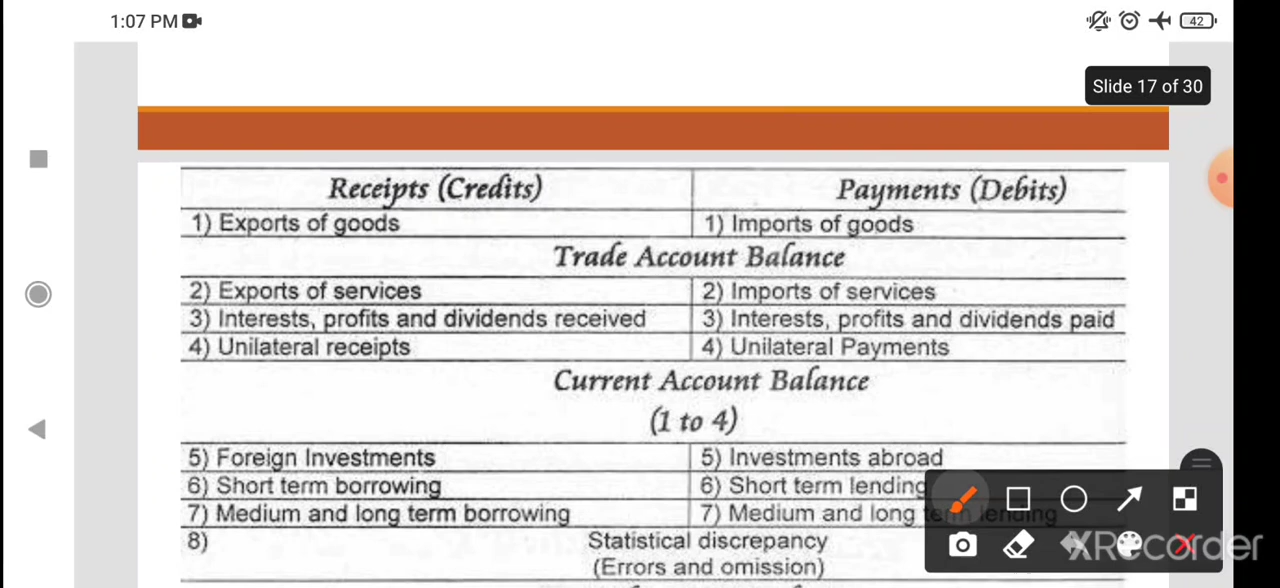 1:07 PM
42
Slide 17 of 30
Receipts (Credits) Payments (Debits)
1) Exports of goods 1) Imports of goods
Trade Account Balance
2) Exports of services 2) Imports of services
3) Interests, profits and dividends received 3) Interests, profits and dividends paid
4) Unilateral receipts 4) Unilateral Payments
Current Account Balance
(1 to 4)
5) Foreign Investments 5) Investments abroad
6) Short term borrowing 6) Short term lending
7) Medium and long term borrowing 7) Medium and long term lending
8) Statistical discrepancy
(Errors and omission)
XRecorder